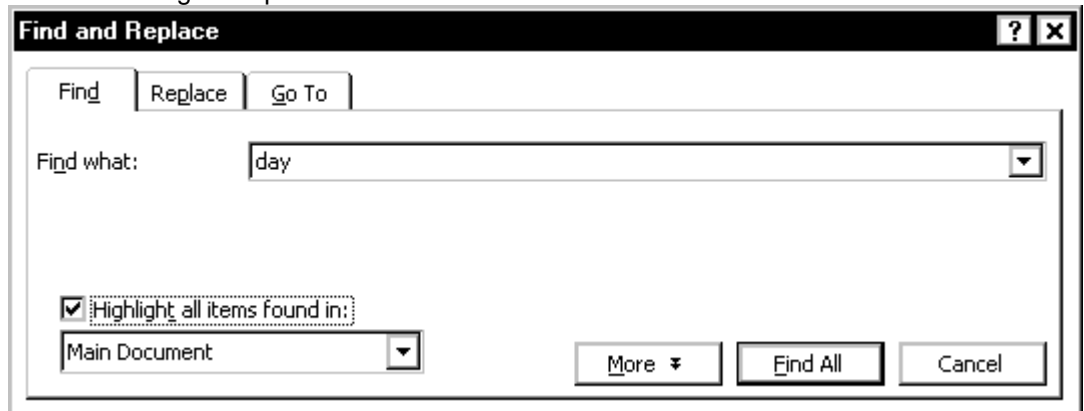 Find and Replace
Find Replace Go To
Find what: day
Highlight all items found in:
Main Document
More Find All Cancel